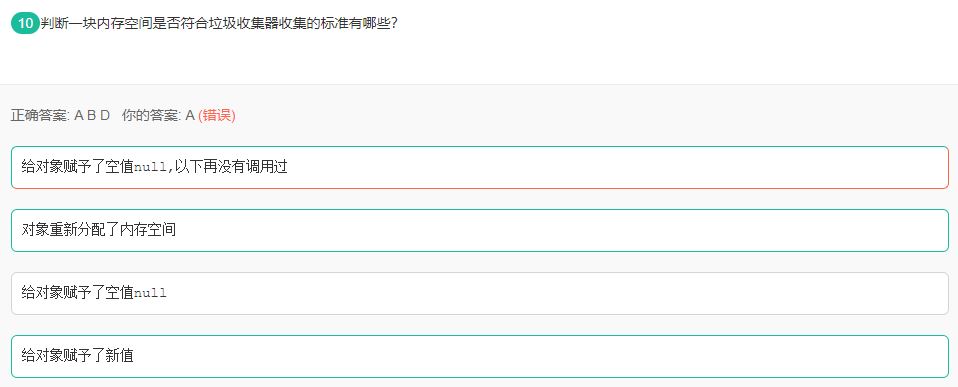 10 判断一块内存空间是否符合垃圾收集器收集的标准有哪些？
正确答案: A B D 你的答案: A (错误)
给对象赋予了空值null,以下再没有调用过
对象重新分配了内存空间
给对象赋予了空值null
给对象赋予了新值